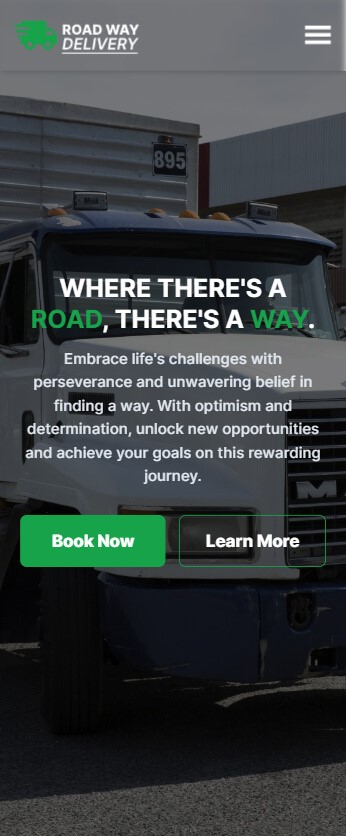 ROAD WAY
DELIVERY
895
Mack
Mack
WHERE THERE'S A
ROAD, THERE'S A WAY.
Embrace life's challenges with
perseverance and unwavering belief in
finding a way. With optimism and
determination, unlock new opportunities
and achieve your goals on this rewarding
journey.
Book Now
Learn More